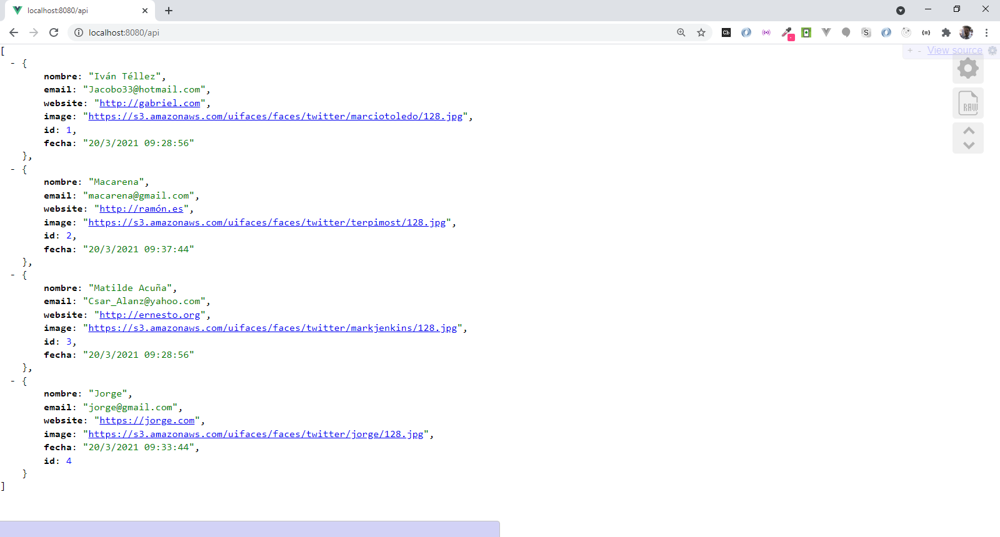 localhost:8080/api
localhost:8080/api
+ - View source
[
- {
nombre: "Iván Téllez",
email: "Jacobo33@hotmail.com",
website: "http://gabriel.com",
image: "https://s3.amazonaws.com/uifaces/faces/twitter/marciotoledo/128.jpg",
id: 1,
fecha: "20/3/2021 09:28:56"
},
- {
nombre: "Macarena",
email: "macarena@gmail.com",
website: "http://ramón.es",
image: "https://s3.amazonaws.com/uifaces/faces/twitter/terpimost/128.jpg",
id: 2,
fecha: "20/3/2021 09:37:44"
},
- {
nombre: "Matilde Acuña",
email: "Csar_Alanz@yahoo.com",
website: "http://ernesto.org",
image: "https://s3.amazonaws.com/uifaces/faces/twitter/markjenkins/128.jpg",
id: 3,
fecha: "20/3/2021 09:28:56"
},
- {
nombre: "Jorge",
email: "jorge@gmail.com",
website: "https://jorge.com",
image: "https://s3.amazonaws.com/uifaces/faces/twitter/jorge/128.jpg",
fecha: "20/3/2021 09:33:44",
id: 4
}
]
RAW